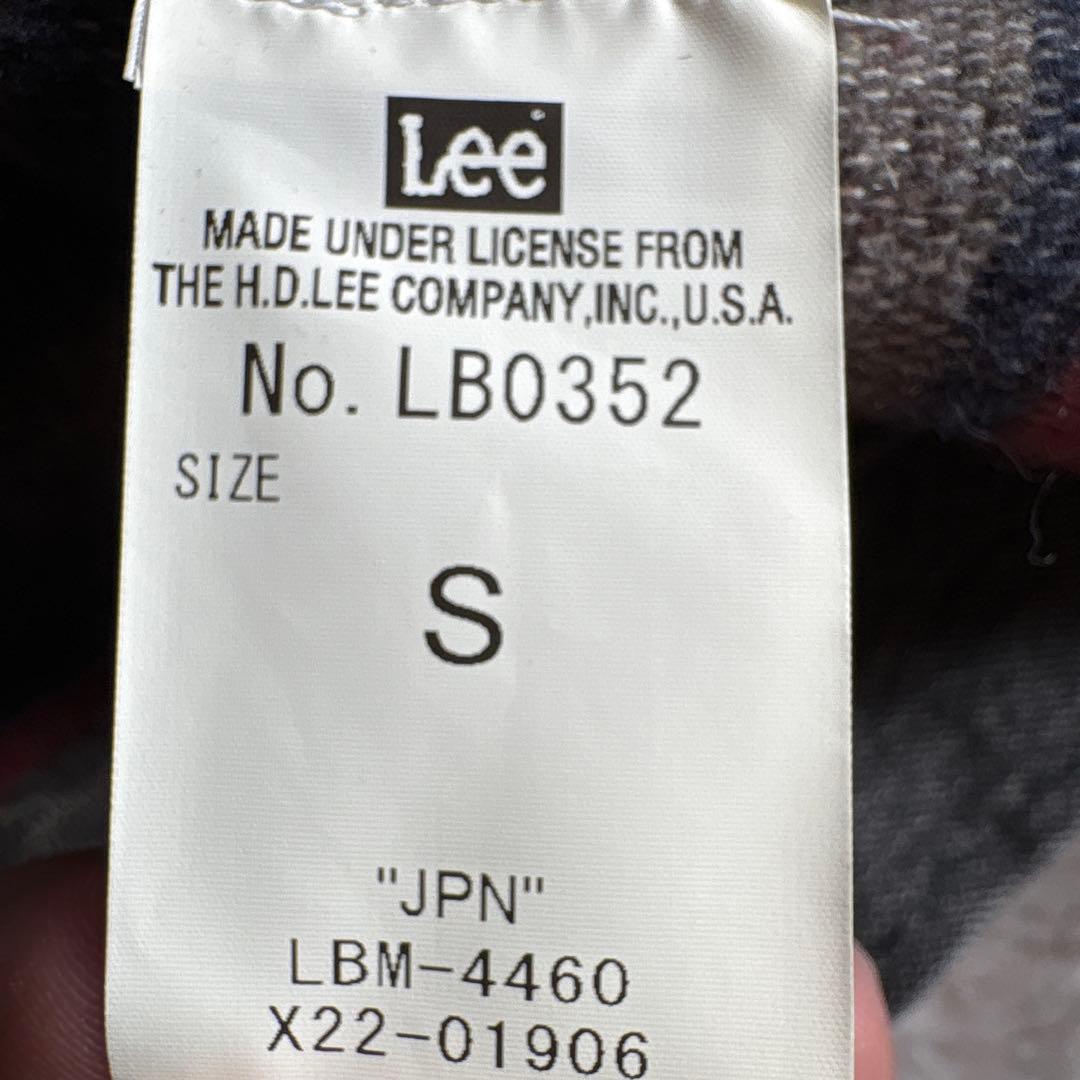 Lee
MADE UNDER LICENSE FROM
THE H.D.LEE COMPANY,INC.,U.S.A.
No. LB0352
SIZE
S
"JPN"
LBM-4460
X22-01906